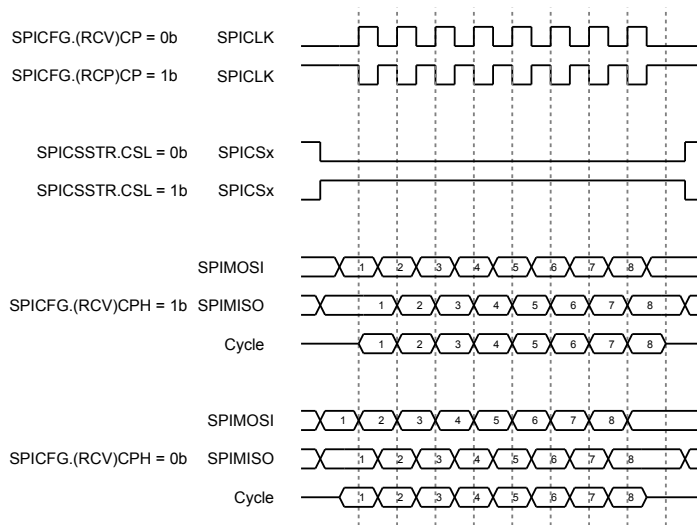 SPICFG.(RCV)CP = 0b SPICLK
SPICFG.(RCP)CP = 1b SPICLK
SPICSSTR.CSL = 0b SPICSx
SPICSSTR.CSL = 1b SPICSx
SPIMOSI 1 2 3 4 5 6 7 8
SPICFG.(RCV)CPH = 1b SPIMISO 1 2 3 4 5 6 7 8
Cycle 1 2 3 4 5 6 7 8
SPIMOSI 1 2 3 4 5 6 7 8
SPICFG.(RCV)CPH = 0b SPIMISO 1 2 3 4 5 6 7 8
Cycle 1 2 3 4 5 6 7 8